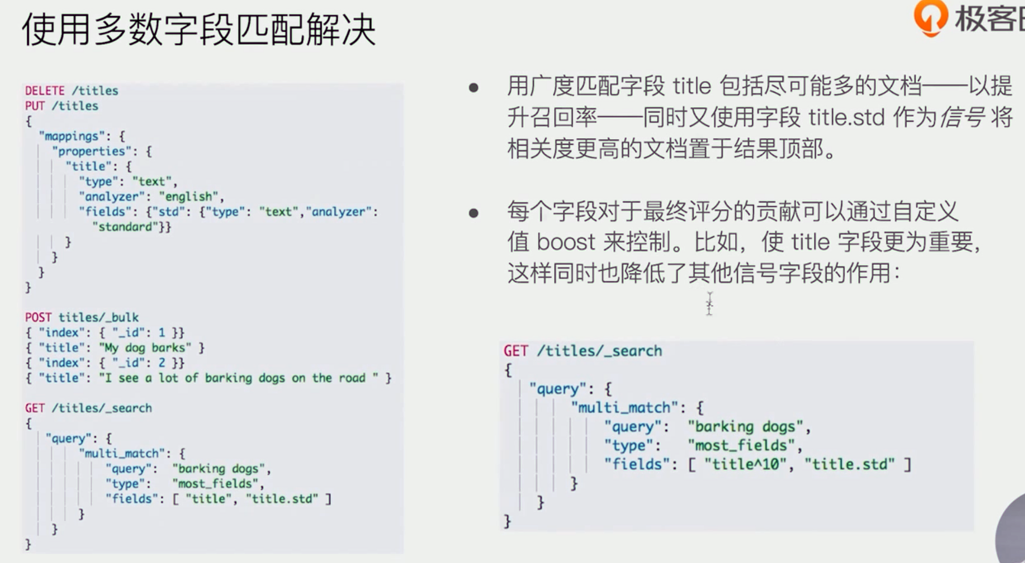 使用多数字段匹配解决
极客
DELETE /titles
PUT /titles
{
"mappings": {
"properties": {
"title": {
"type": "text",
"analyzer": "english",
"fields": {"std": {"type": "text","analyzer":
"standard"}}
}
}
}
}
POST titles/_bulk
{ "index": { "_id": 1 }}
{ "title": "My dog barks" }
{ "index": { "_id": 2 }}
{ "title": "I see a lot of barking dogs on the road " }
GET /titles/_search
{
"query": {
"multi_match": {
"query": "barking dogs",
"type": "most_fields",
"fields": [ "title", "title.std" ]
}
}
}
● 用广度匹配字段 title 包括尽可能多的文档——以提
升召回率——同时又使用字段 title.std 作为信号 将
相关度更高的文档置于结果顶部。
● 每个字段对于最终评分的贡献可以通过自定义
值 boost 来控制。比如，使 title 字段更为重要，
这样同时也降低了其他信号字段的作用：
GET /titles/_search
{
"query": {
"multi_match": {
"query": "barking dogs",
"type": "most_fields",
"fields": [ "title^10", "title.std" ]
}
}
}